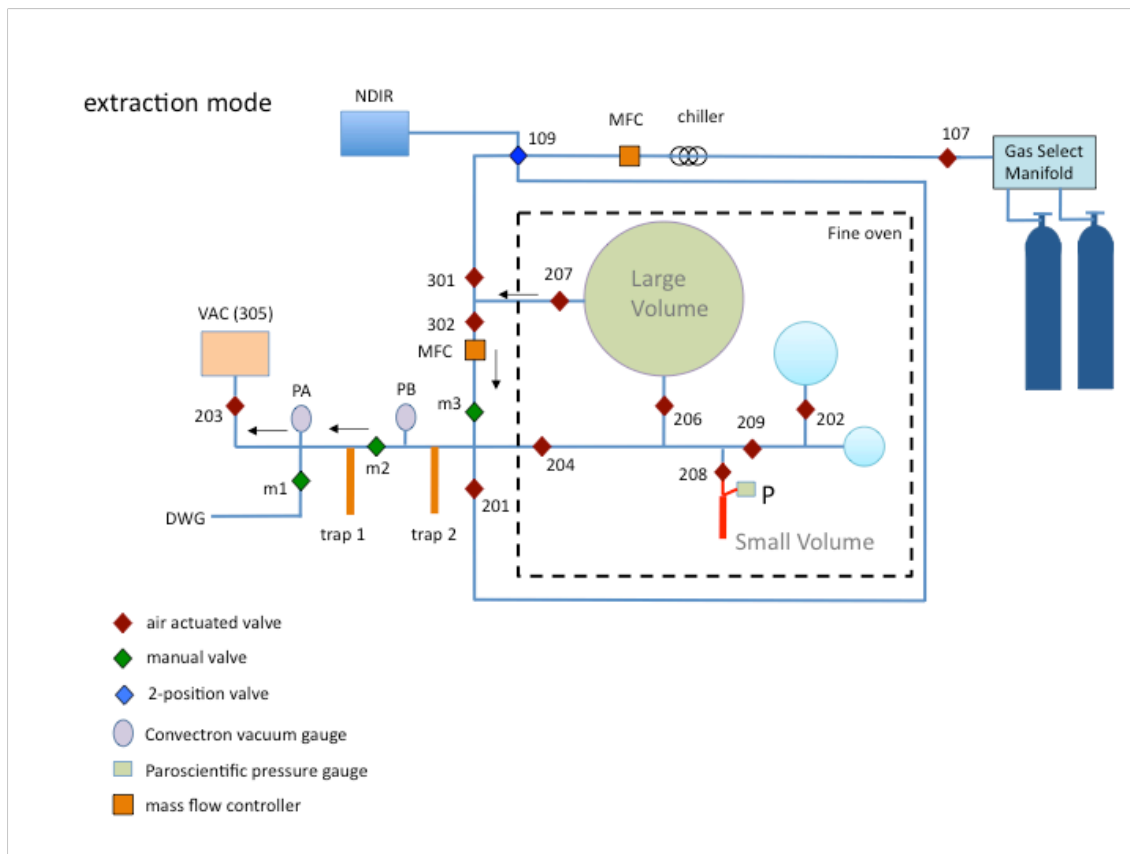 extraction mode
NDIR
109
MFC
chiller
107
Gas Select
Manifold
Fine oven
301
207
Large
Volume
VAC (305)
302
MFC
PA
PB
203
m3
206
209
202
m2
204
208
P
m1
201
DWG
trap 1
trap 2
Small Volume
air actuated valve
manual valve
2-position valve
Convectron vacuum gauge
Paroscientific pressure gauge
mass flow controller